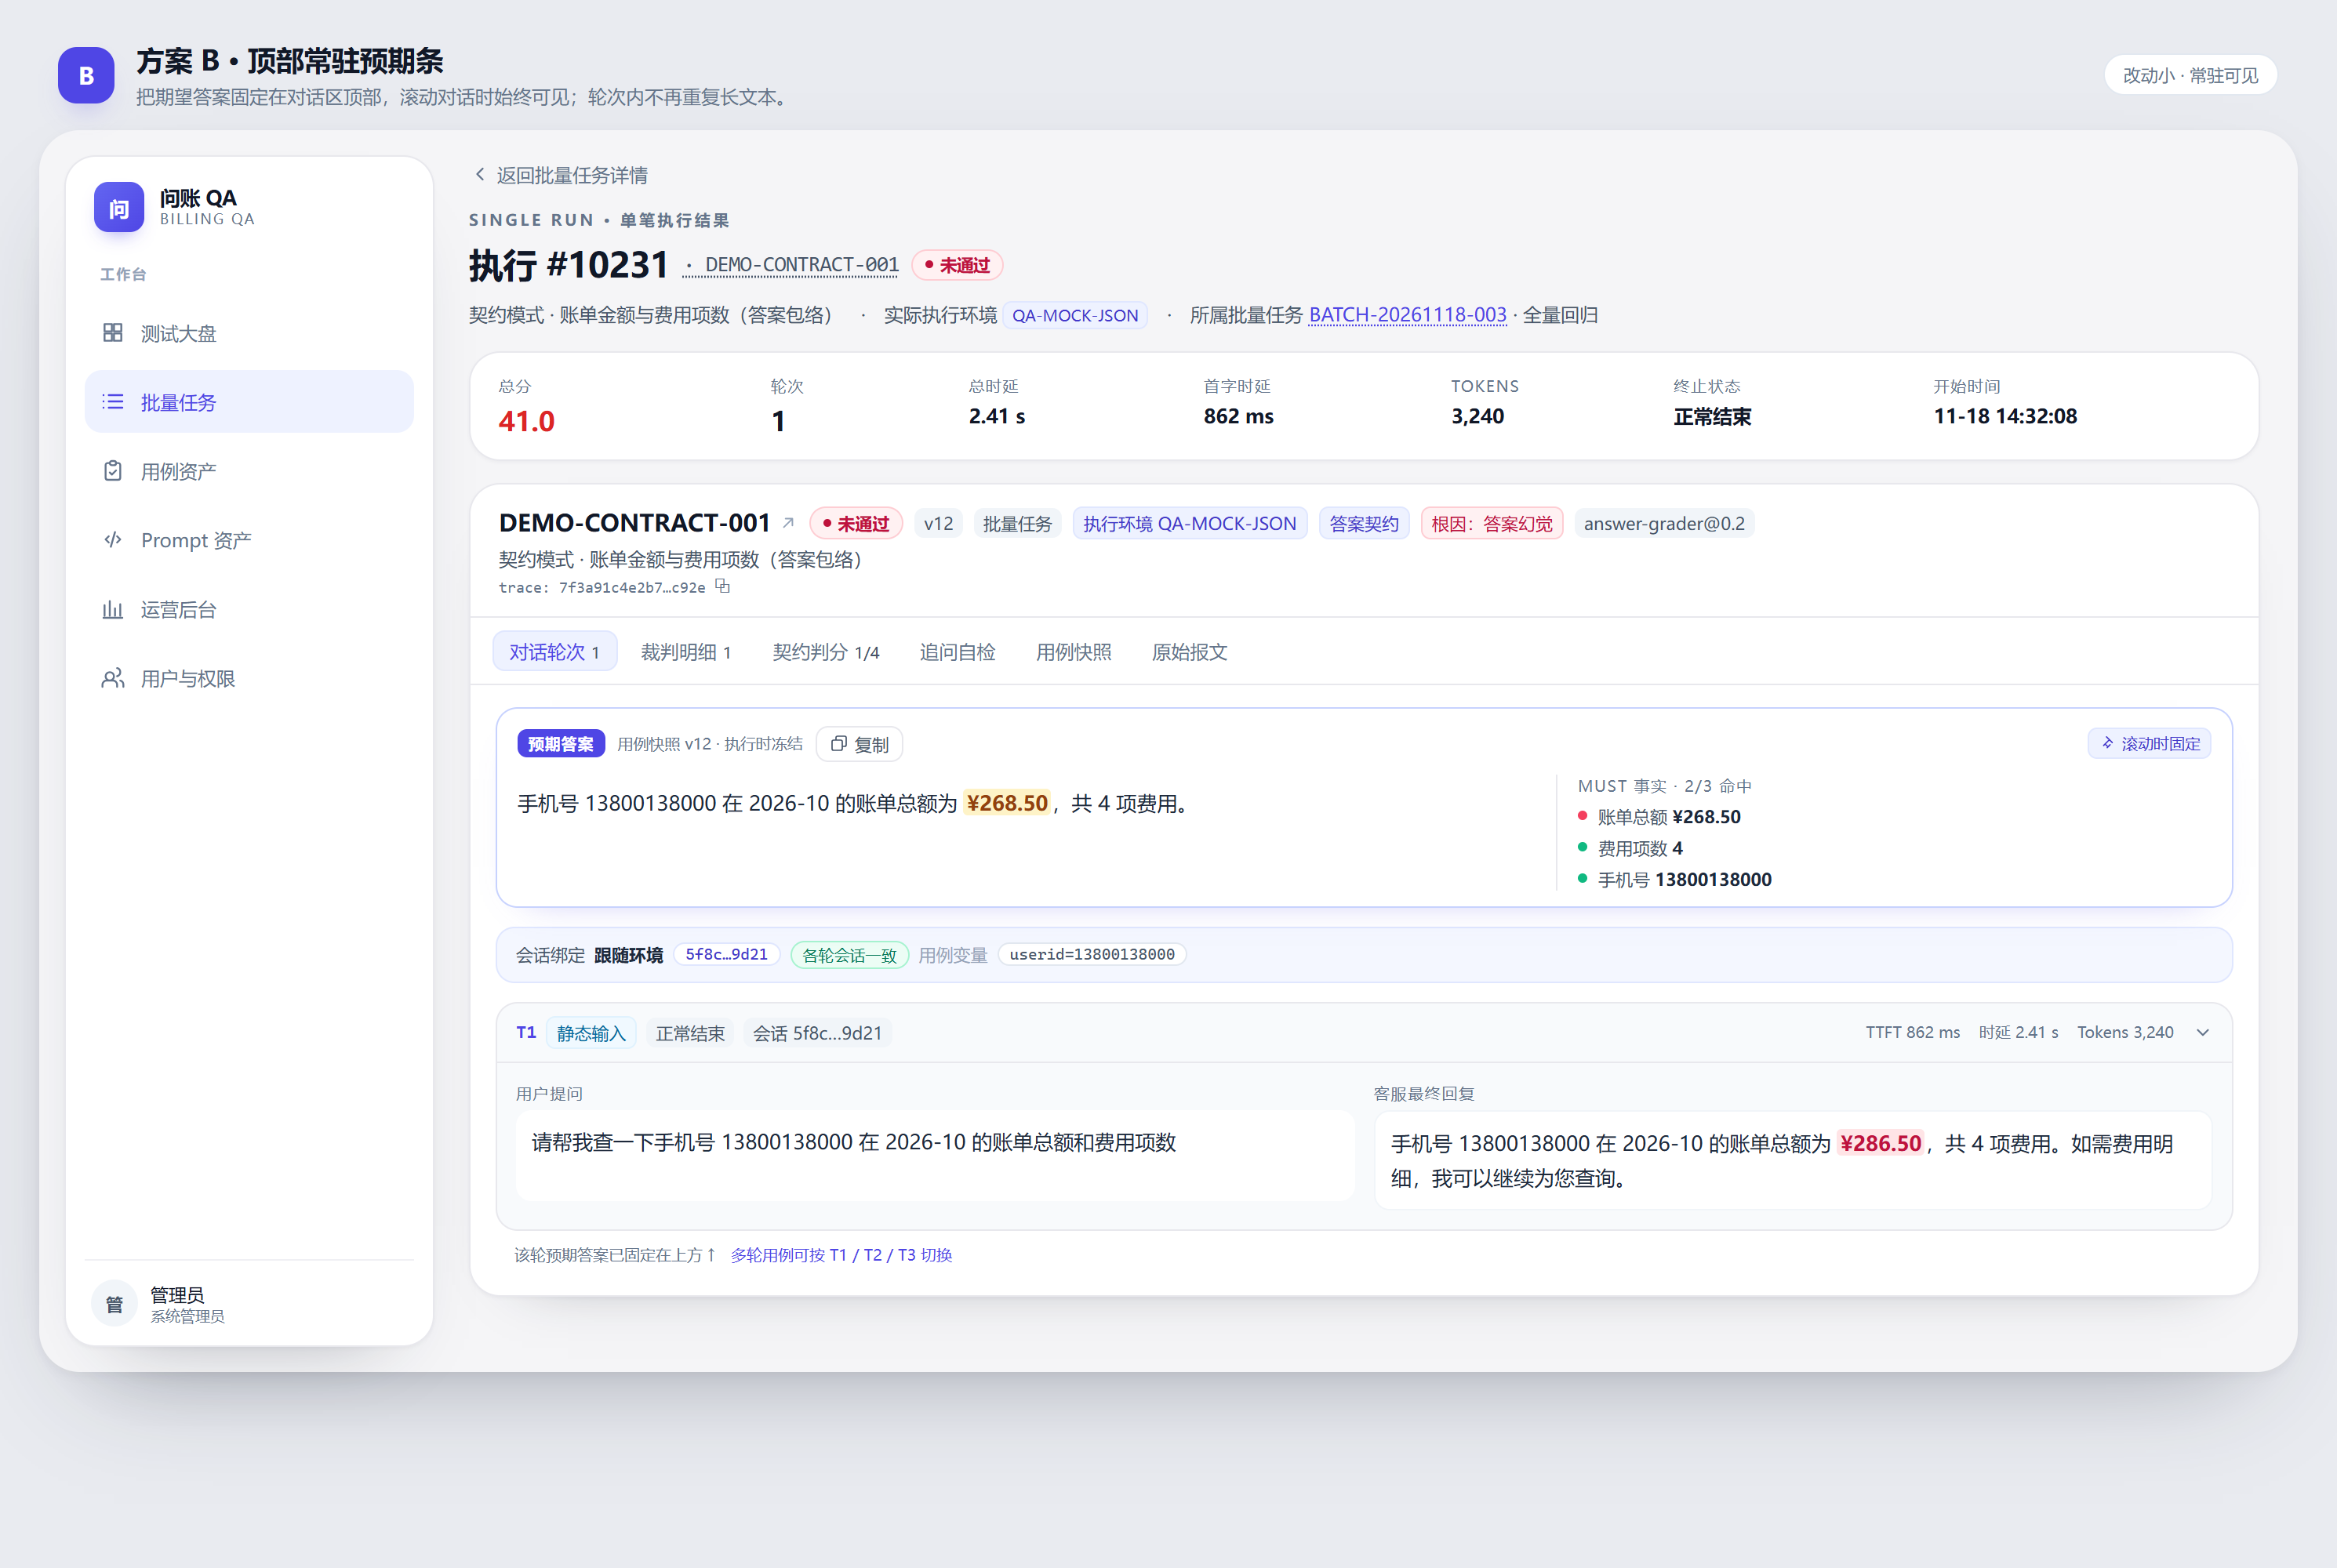 B
方案 B • 顶部常驻预期条
把期望答案固定在对话区顶部，滚动对话时始终可见；轮次内不再重复长文本。
改动小 · 常驻可见
问
问账 QA
BILLING QA
工作台
测试大盘
批量任务
用例资产
Prompt 资产
运营后台
用户与权限
管
管理员
系统管理员
返回批量任务详情
SINGLE RUN • 单笔执行结果
执行 #10231 · DEMO-CONTRACT-001 未通过
契约模式 · 账单金额与费用项数（答案包络） · 实际执行环境 QA-MOCK-JSON · 所属批量任务 BATCH-20261118-003 · 全量回归
总分 轮次 总时延 首字时延 TOKENS 终止状态 开始时间
41.0 1 2.41 s 862 ms 3,240 正常结束 11-18 14:32:08
DEMO-CONTRACT-001 ↗ 未通过 v12 批量任务 执行环境 QA-MOCK-JSON 答案契约 根因：答案幻觉 answer-grader@0.2
契约模式 · 账单金额与费用项数（答案包络）
trace: 7f3a91c4e2b7…c92e
对话轮次 1 裁判明细 1 契约判分 1/4 追问自检 用例快照 原始报文
预期答案 用例快照 v12 · 执行时冻结 复制 滚动时固定
手机号 13800138000 在 2026-10 的账单总额为 ¥268.50，共 4 项费用。
MUST 事实 · 2/3 命中
账单总额 ¥268.50
费用项数 4
手机号 13800138000
会话绑定 跟随环境 5f8c…9d21 各轮会话一致 用例变量 userid=13800138000
T1 静态输入 正常结束 会话 5f8c…9d21 TTFT 862 ms 时延 2.41 s Tokens 3,240
用户提问
请帮我查一下手机号 13800138000 在 2026-10 的账单总额和费用项数
客服最终回复
手机号 13800138000 在 2026-10 的账单总额为 ¥286.50，共 4 项费用。如需费用明
细，我可以继续为您查询。
该轮预期答案已固定在上方 ↑ 多轮用例可按 T1 / T2 / T3 切换